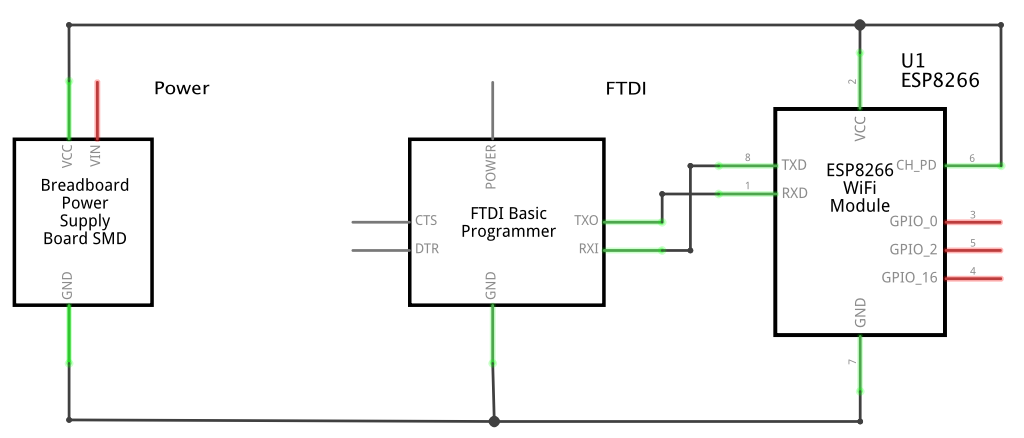 Power
FTDI
U1
ESP8266
VCC
VIN
Breadboard
Power
Supply
Board SMD
GND
POWER
CTS
DTR
FTDI Basic
Programmer
TXO
RXI
GND
2
VCC
8
TXD
1
RXD
ESP8266
WiFi
Module
CH_PD
6
GPIO_0
3
GPIO_2
5
GPIO_16
4
GND
7